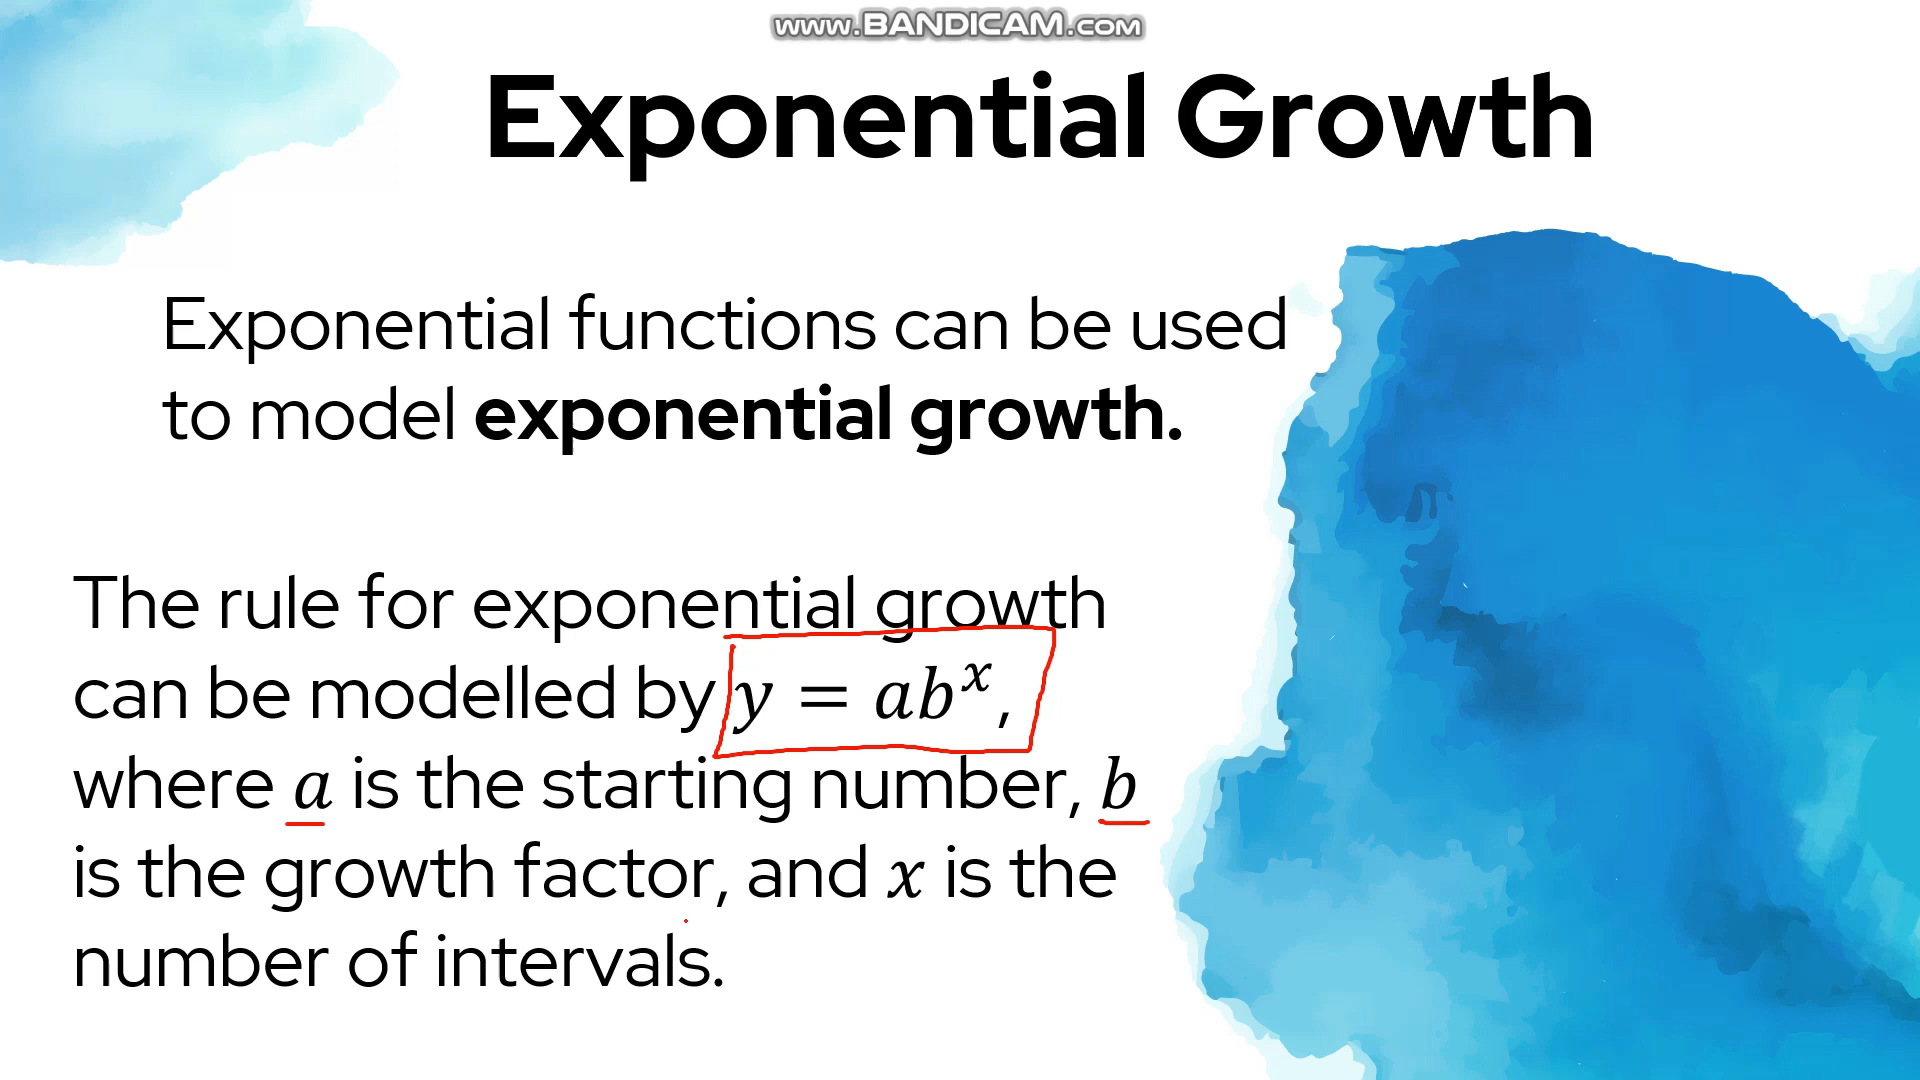 www.BANDICAM.com
Exponential Growth
Exponential functions can be used
to model exponential growth.
The rule for exponential growth
can be modelled by y = abˣ,
where a is the starting number, b
is the growth factor, and x is the
number of intervals.